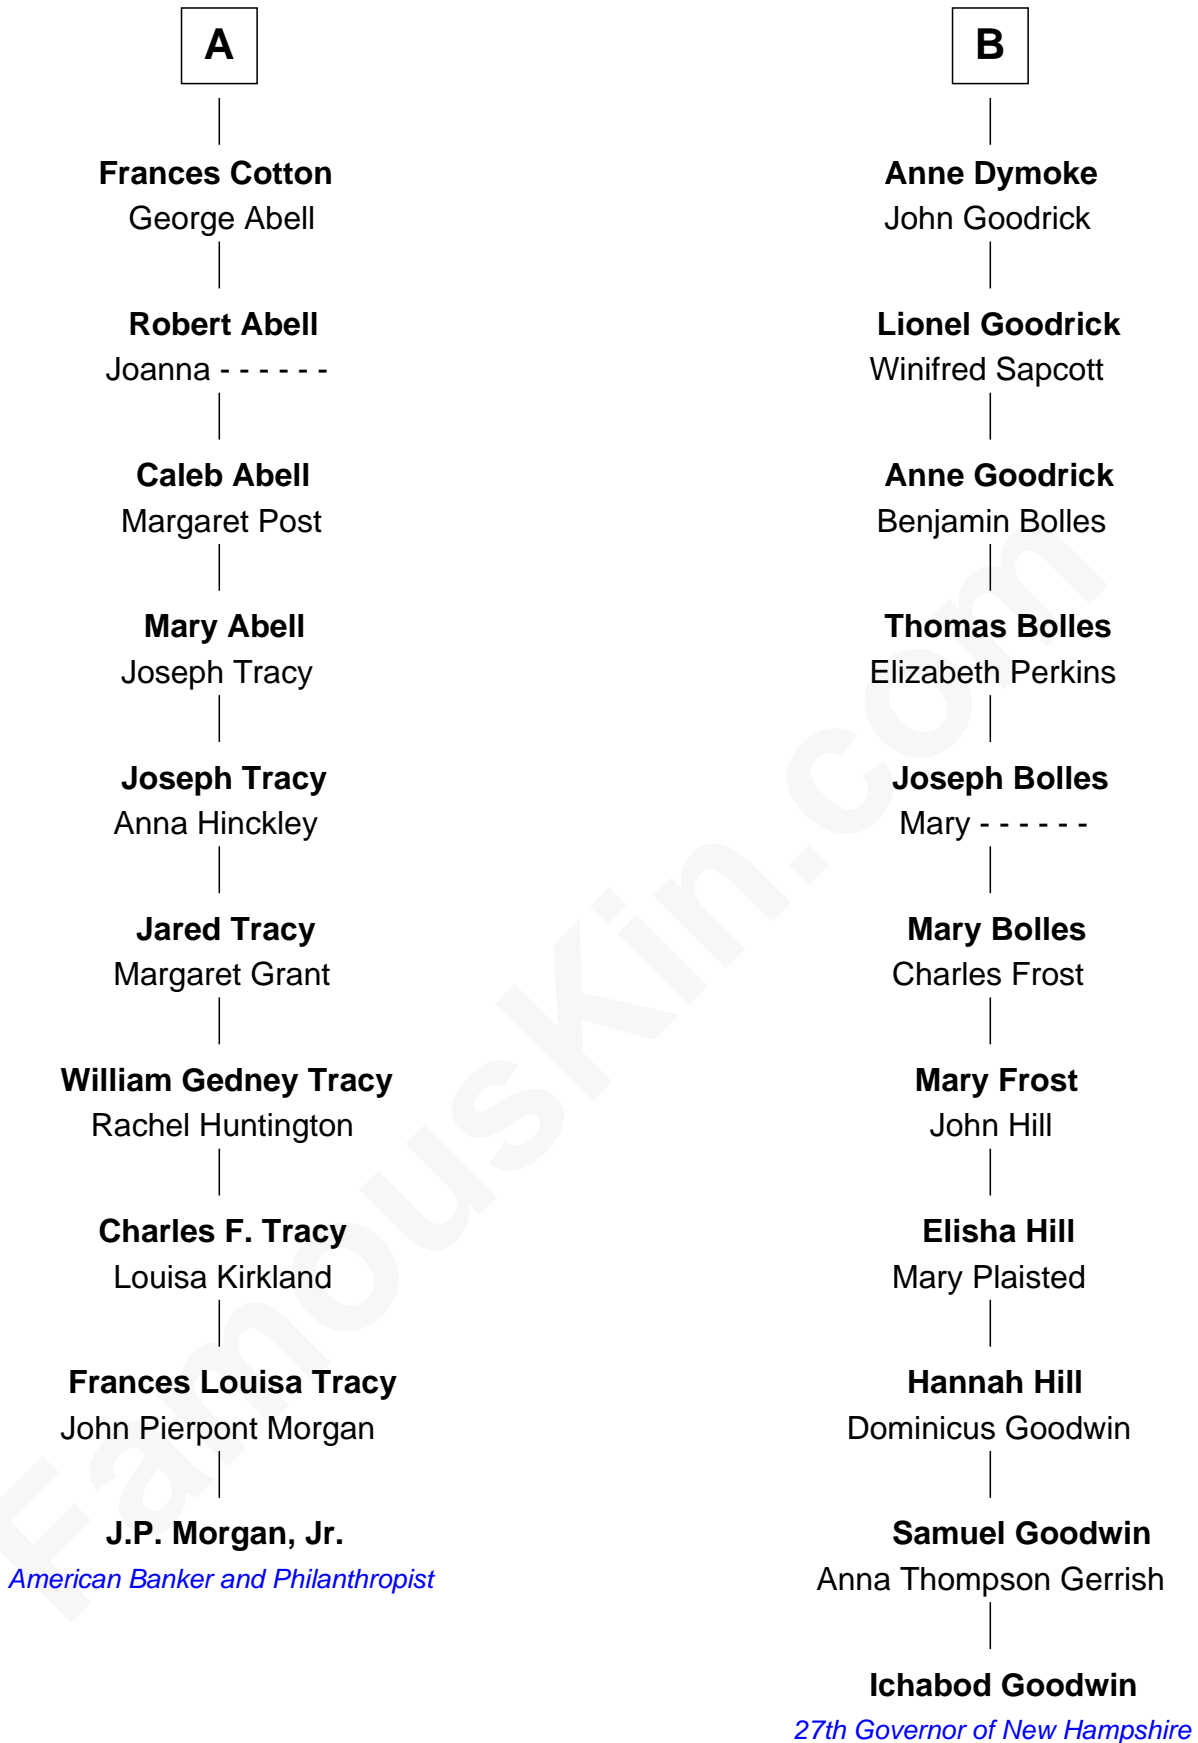 A
Frances Cotton
George Abell
Robert Abell
Joanna - - - - - -
Caleb Abell
Margaret Post
Mary Abell
Joseph Tracy
Joseph Tracy
Anna Hinckley
Jared Tracy
Margaret Grant
William Gedney Tracy
Rachel Huntington
Charles F. Tracy
Louisa Kirkland
Frances Louisa Tracy
John Pierpont Morgan
J.P. Morgan, Jr.
American Banker and Philanthropist
B
Anne Dymoke
John Goodrick
Lionel Goodrick
Winifred Sapcott
Anne Goodrick
Benjamin Bolles
Thomas Bolles
Elizabeth Perkins
Joseph Bolles
Mary - - - - - -
Mary Bolles
Charles Frost
Mary Frost
John Hill
Elisha Hill
Mary Plaisted
Hannah Hill
Dominicus Goodwin
Samuel Goodwin
Anna Thompson Gerrish
Ichabod Goodwin
27th Governor of New Hampshire
FamousKin.com